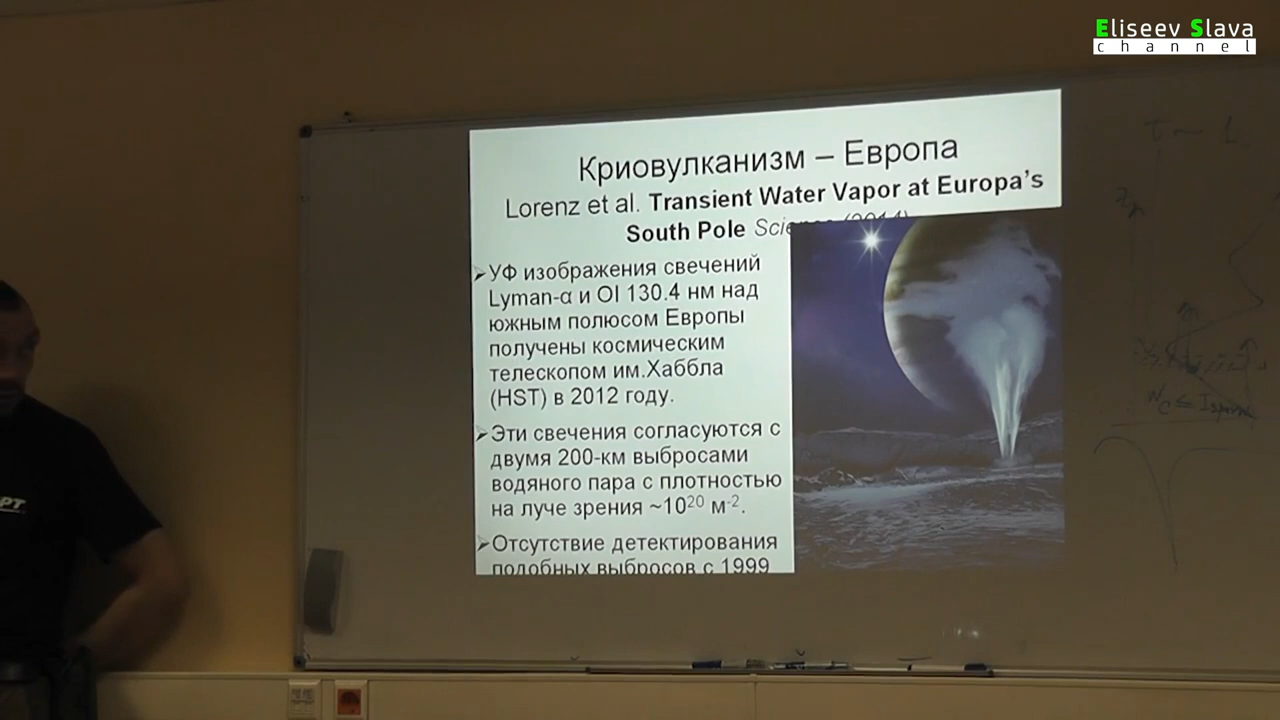 Eliseev Slava
channel
Криовулканизм – Европа
Lorenz et al. Transient Water Vapor at Europa's
South Pole
УФ изображения свечений
Lyman-α и OI 130.4 нм над
южным полюсом Европы
получены космическим
телескопом им.Хаббла
(HST) в 2012 году.
Эти свечения согласуются с
двумя 200-км выбросами
водяного пара с плотностью
на луче зрения ~10²⁰ м⁻².
Отсутствие детектирования
подобных выбросов с 1999